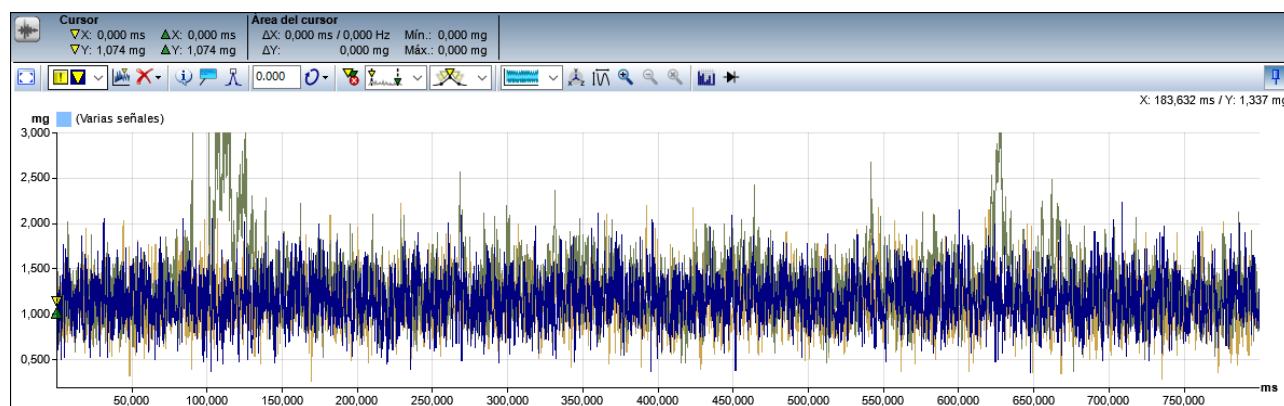 Cursor Área del cursor
X: 0,000 ms X: 0,000 ms ΔX: 0,000 ms / 0,000 Hz Mín.: 0,000 mg
Y: 1,074 mg Y: 1,074 mg ΔY: 0,000 mg Máx.: 0,000 mg
0.000
X: 183,632 ms / Y: 1,337 mg
mg (Varias señales)
3,000
2,500
2,000
1,500
1,000
0,500
ms
50,000 100,000 150,000 200,000 250,000 300,000 350,000 400,000 450,000 500,000 550,000 600,000 650,000 700,000 750,000